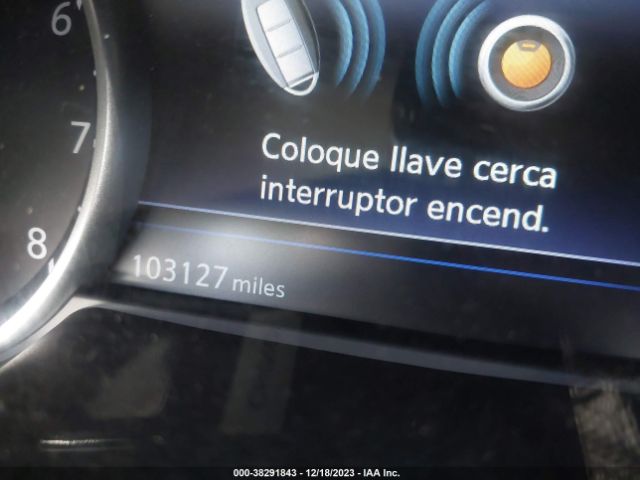 6
7
8
Coloque llave cerca
interruptor encend.
103127 miles
000-38291843 - 12/18/2023 - IAA Inc.